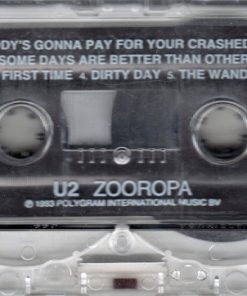 DY'S GONNA PAY FOR YOUR CRASHED
SOME DAYS ARE BETTER THAN OTHER
FIRST TIME 4. DIRTY DAY 5. THE WAND
U2 ZOOROPA
℗ 1993 POLYGRAM INTERNATIONAL MUSIC BV